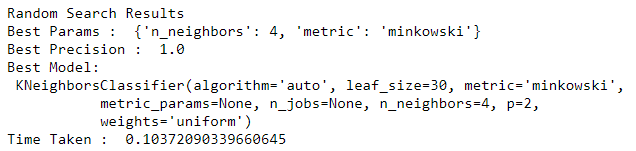 Random Search Results
Best Params :  {'n_neighbors': 4, 'metric': 'minkowski'}
Best Precision :  1.0
Best Model:
 KNeighborsClassifier(algorithm='auto', leaf_size=30, metric='minkowski',
           metric_params=None, n_jobs=None, n_neighbors=4, p=2,
           weights='uniform')
Time Taken :  0.10372090339660645